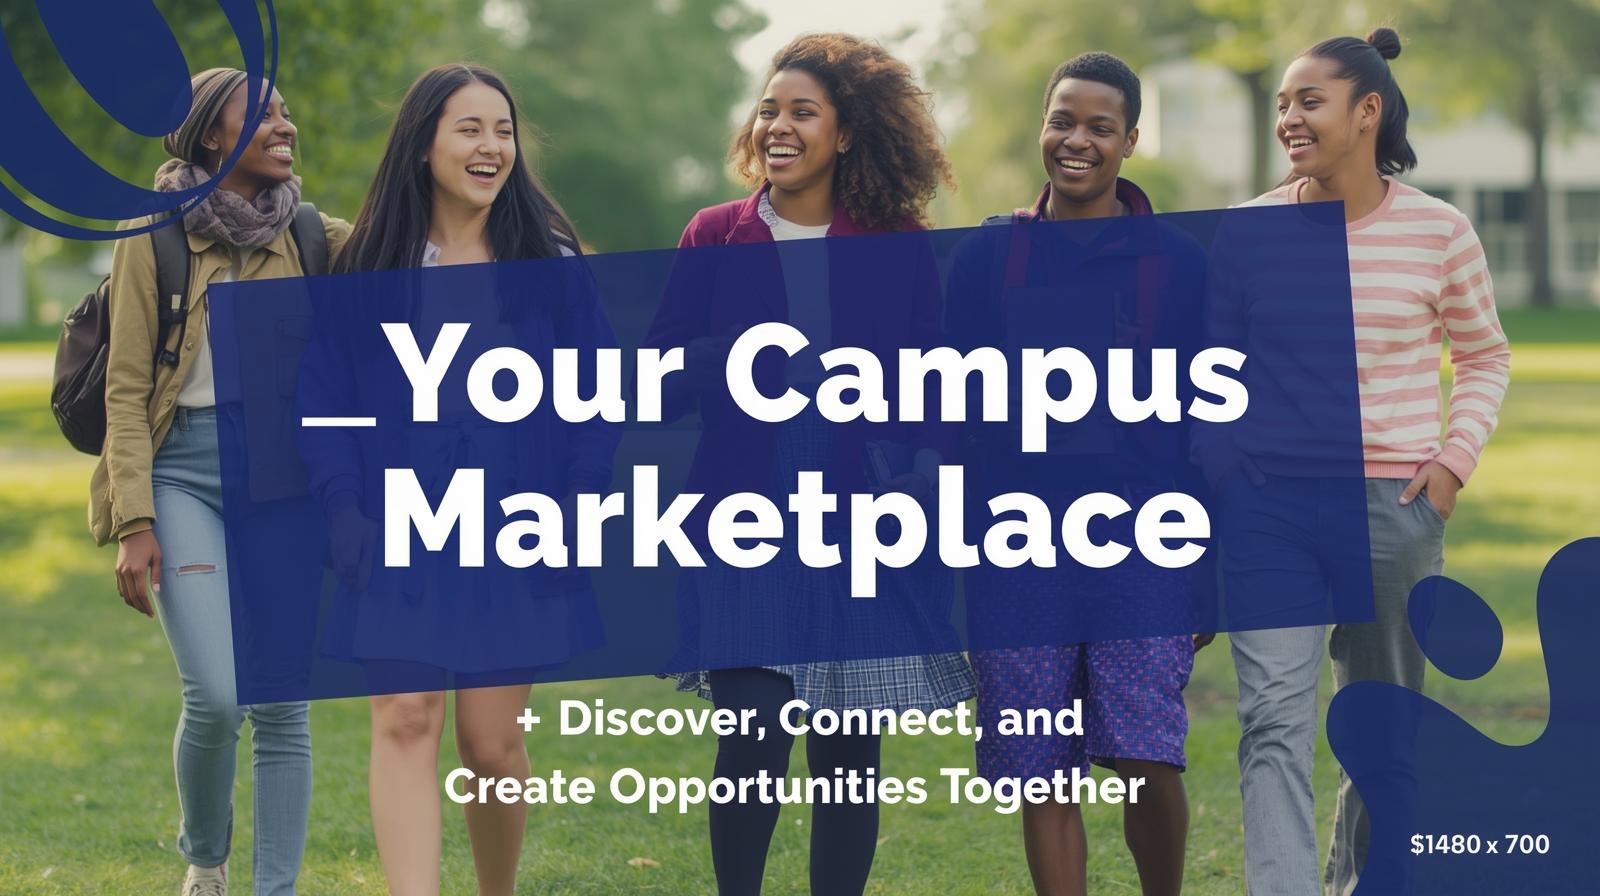 _Your Campus
Marketplace
+ Discover, Connect, and
Create Opportunities Together
$1480 x 700